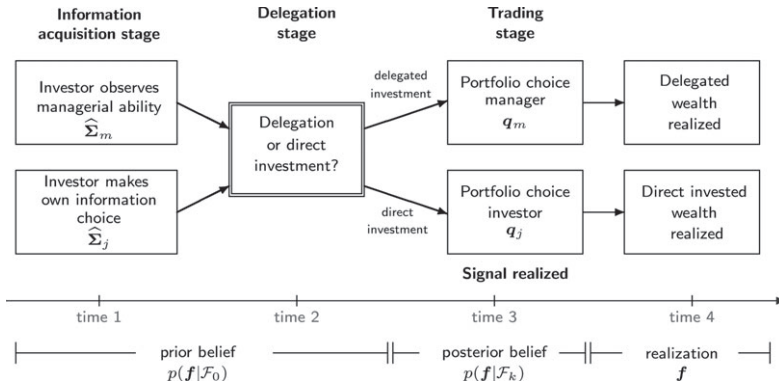 Information
acquisition stage
Delegation
stage
Trading
stage
Investor observes
managerial ability
Σ̂ₘ
Investor makes
own information
choice
Σ̂ⱼ
Delegation
or direct
investment?
delegated
investment
direct
investment
Portfolio choice
manager
qₘ
Portfolio choice
investor
qⱼ
Delegated
wealth
realized
Direct invested
wealth
realized
Signal realized
time 1
time 2
time 3
time 4
prior belief
p(f|ℱ₀)
posterior belief
p(f|ℱₖ)
realization
f